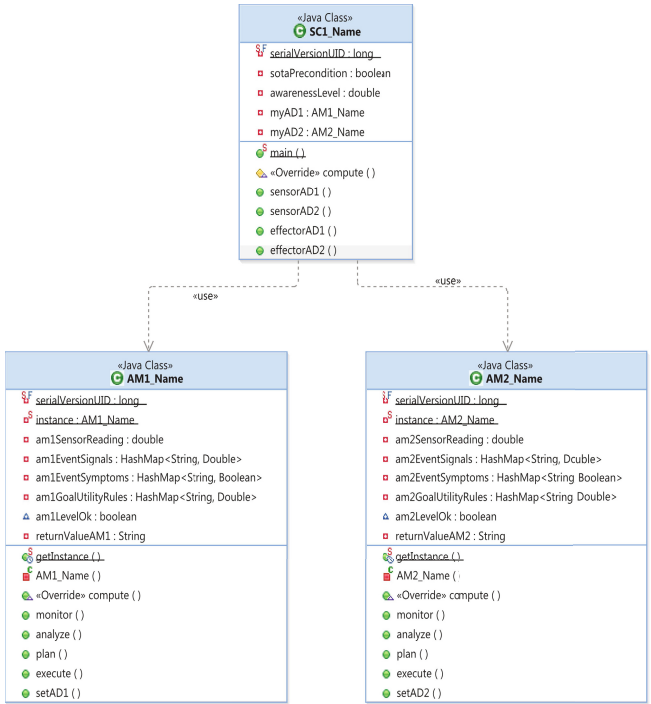 «Java Class»
C SC1_Name
S F serialVersionUID : long
sotaPrecondition : boolean
awarenessLevel : double
myAD1 : AM1_Name
myAD2 : AM2_Name
S main ( )
«Override» compute ( )
sensorAD1 ( )
sensorAD2 ( )
effectorAD1 ( )
effectorAD2 ( )
«use»
«use»
«Java Class»
C AM1_Name
S F serialVersionUID : long
S instance : AM1_Name
am1SensorReading : double
am1EventSignals : HashMap<String, Double>
am1EventSymptoms : HashMap<String, Boolean>
am1GoalUtilityRules : HashMap<String, Double>
am1LevelOk : boolean
returnValueAM1 : String
S getInstance ( )
C AM1_Name ( )
«Override» compute ( )
monitor ( )
analyze ( )
plan ( )
execute ( )
setAD1 ( )
«Java Class»
C AM2_Name
S F serialVersionUID : long
S instance : AM2_Name
am2SensorReading : double
am2EventSignals : HashMap<String, Double>
am2EventSymptoms : HashMap<String Boolean>
am2GoalUtilityRules : HashMap<String Double>
am2LevelOk : boolean
returnValueAM2 : String
S getInstance ( )
C AM2_Name (
«Override» compute ( )
monitor ( )
analyze ( )
plan ( )
execute ( )
setAD2 ( )